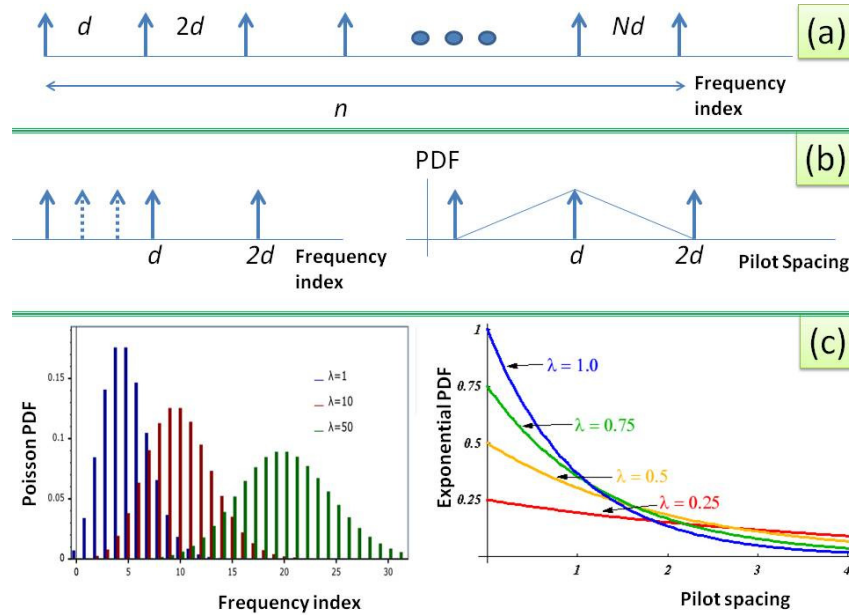 d 2d Nd (a)
n
Frequency
index
(b)
PDF
d 2d
Frequency
index
d 2d
Pilot Spacing
(c)
Poisson PDF
0.15
0.1
0.05
0
0 5 10 15 20 25 30
λ=1
λ=10
λ=50
Frequency index
Exponential PDF
1
0.75
0.5
0.25
1 2 3 4
λ = 1.0
λ = 0.75
λ = 0.5
λ = 0.25
Pilot spacing